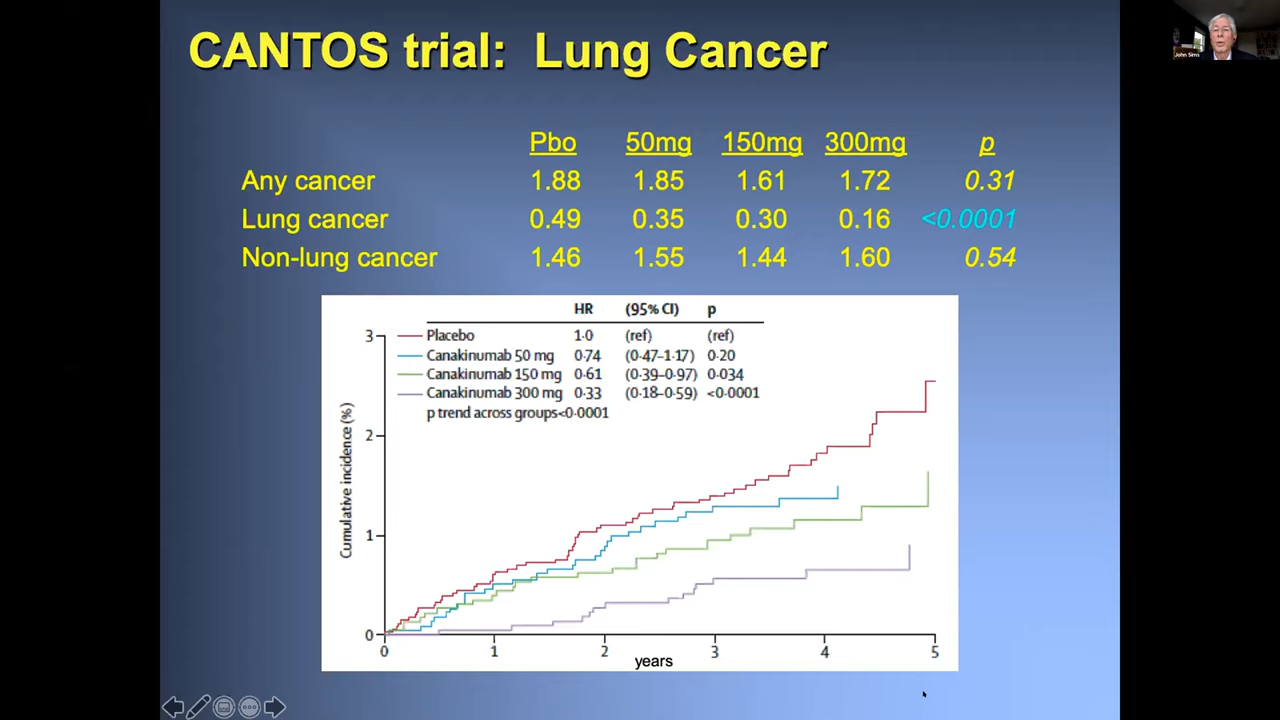 CANTOS trial: Lung Cancer
John Sims
Pbo 50mg 150mg 300mg p
Any cancer 1.88 1.85 1.61 1.72 0.31
Lung cancer 0.49 0.35 0.30 0.16 <0.0001
Non-lung cancer 1.46 1.55 1.44 1.60 0.54
HR (95% CI) p
Placebo 1·0 (ref) (ref)
Canakinumab 50 mg 0·74 (0·47–1·17) 0·20
Canakinumab 150 mg 0·61 (0·39–0·97) 0·034
Canakinumab 300 mg 0·33 (0·18–0·59) <0·0001
p trend across groups<0·0001
Cumulative incidence (%)
3
2
1
0
0 1 2 3 4 5
years